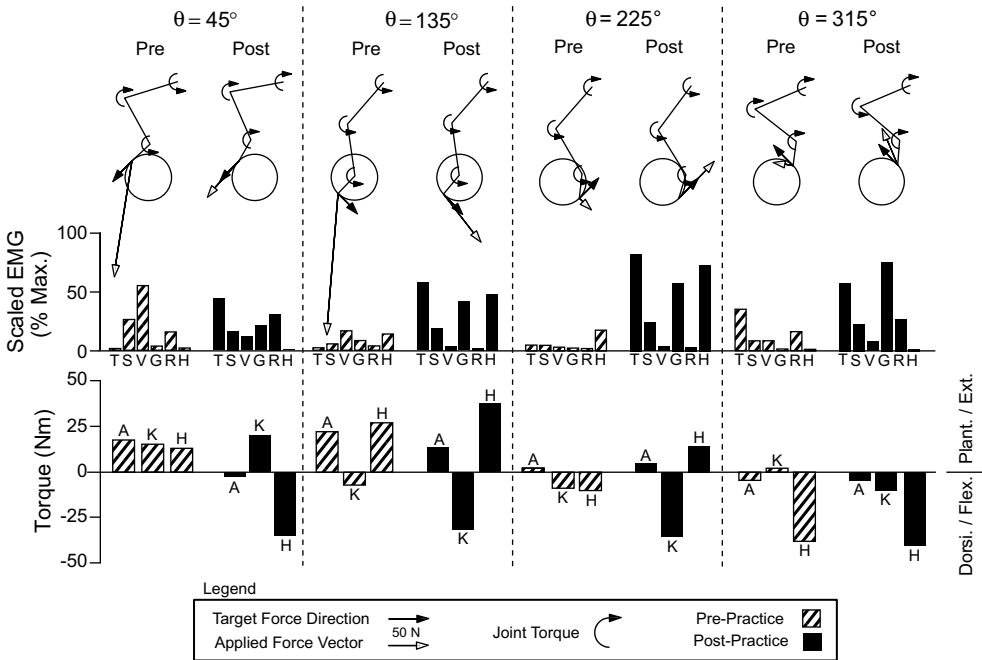 θ = 45° θ = 135° θ = 225° θ = 315°
Pre Post Pre Post Pre Post Pre Post
Scaled EMG
(% Max.)
100
50
0
TSVGRH TSVGRH TSVGRH TSVGRH TSVGRH TSVGRH TSVGRH TSVGRH
Torque (Nm)
50
25
0
-25
-50
A K H A K H A K H A K H A K H A K H A K H A K H
Plant. / Ext.
Dorsi. / Flex.
Legend
Target Force Direction
Applied Force Vector
50 N
Joint Torque
Pre-Practice
Post-Practice